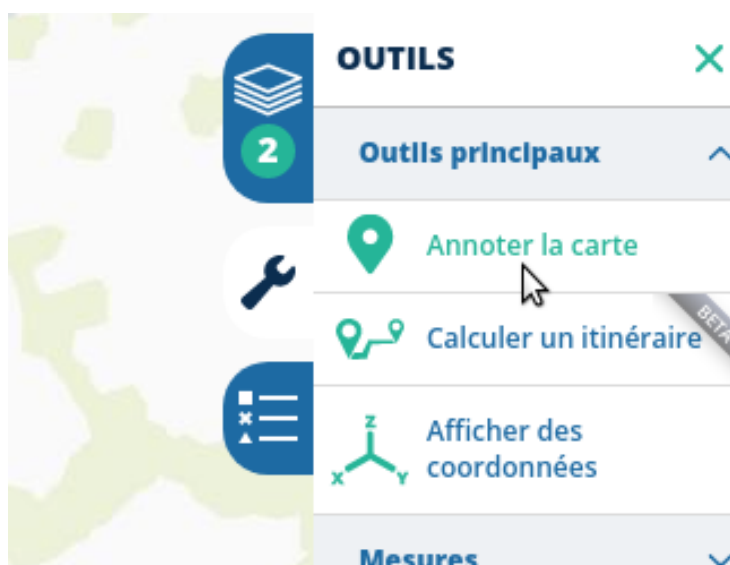 OUTILS
2
Outils principaux
Annoter la carte
BETA
Calculer un itinéraire
Z
X
Y
Afficher des
coordonnées
Mesures